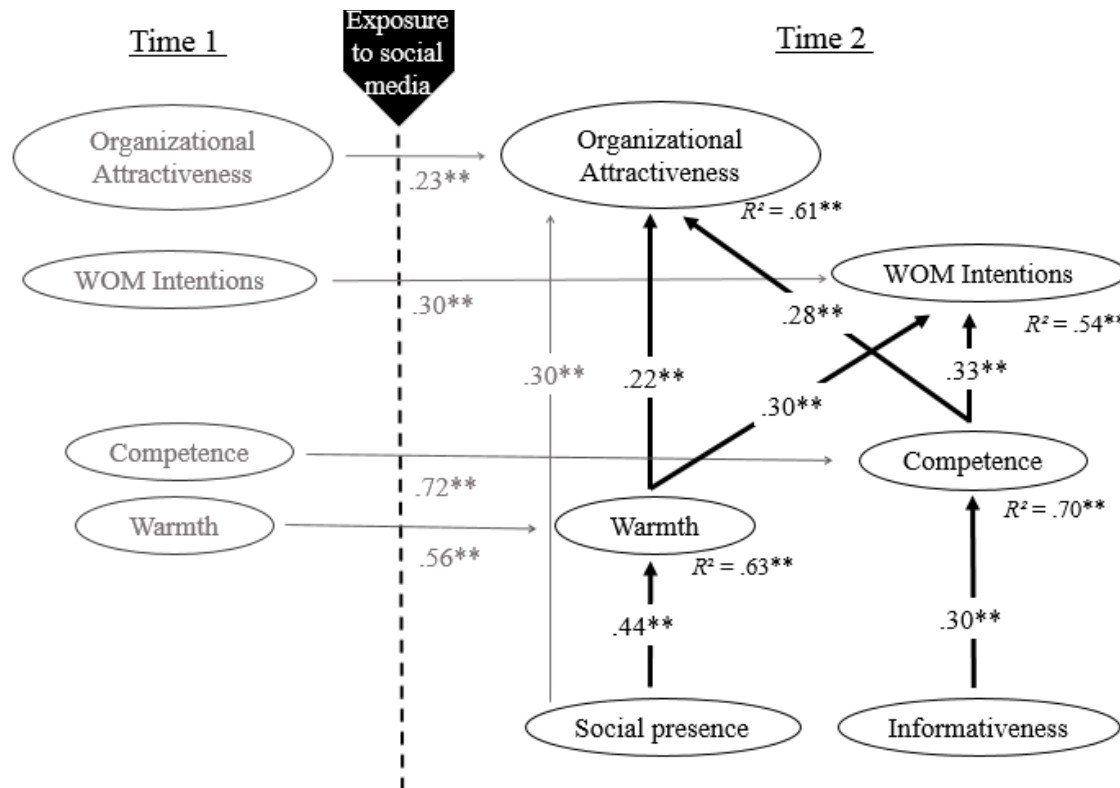 Time 1
Exposure
to social
media
Time 2
Organizational
Attractiveness
.23**
Organizational
Attractiveness
R² = .61**
WOM Intentions
.30**
WOM Intentions
R² = .54**
.28**
.30**
.22**
.30**
.33**
Competence
.72**
Competence
R² = .70**
Warmth
.56**
Warmth
R² = .63**
.44**
.30**
Social presence
Informativeness